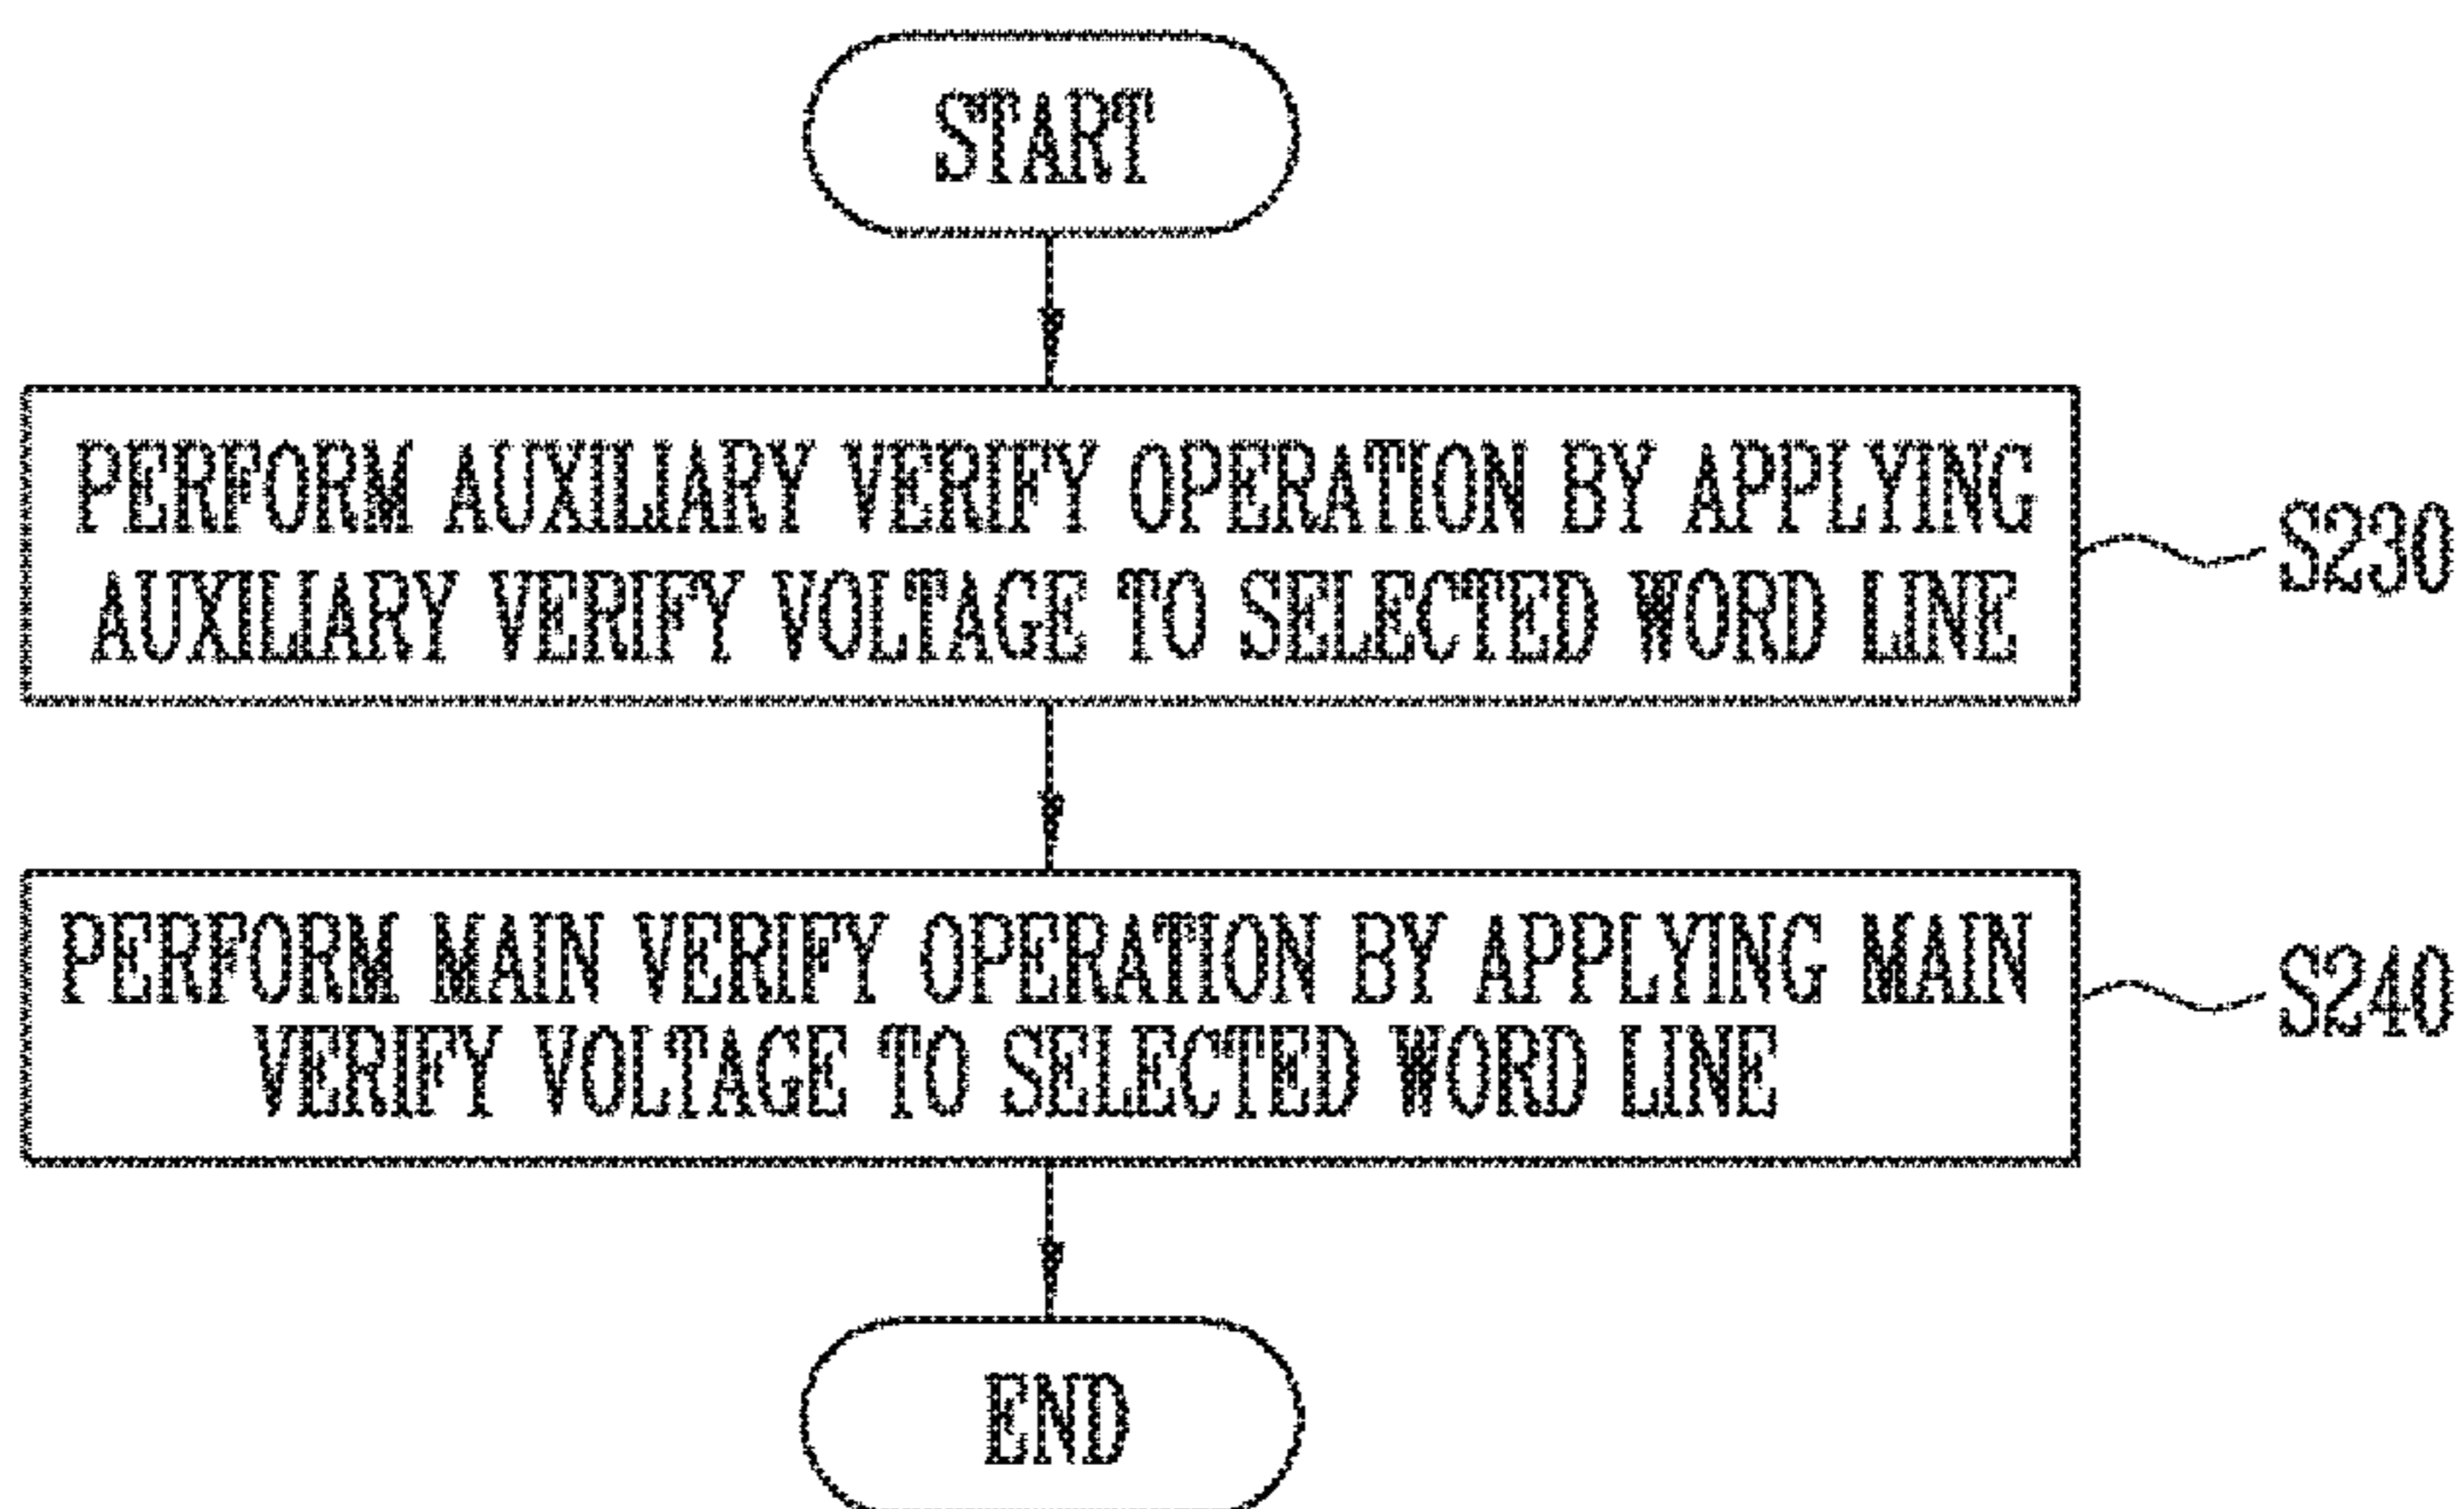 START
PERFORM AUXILIARY VERIFY OPERATION BY APPLYING
AUXILIARY VERIFY VOLTAGE TO SELECTED WORD LINE
S230
PERFORM MAIN VERIFY OPERATION BY APPLYING MAIN
VERIFY VOLTAGE TO SELECTED WORD LINE
S240
END